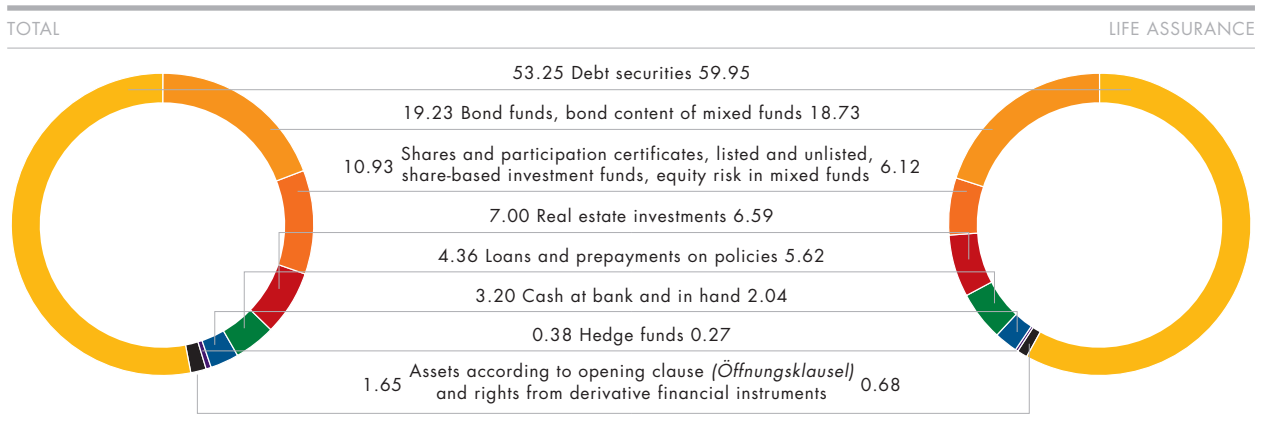 TOTAL LIFE ASSURANCE
53.25 Debt securities 59.95
19.23 Bond funds, bond content of mixed funds 18.73
10.93 Shares and participation certificates, listed and unlisted, 6.12
share-based investment funds, equity risk in mixed funds
7.00 Real estate investments 6.59
4.36 Loans and prepayments on policies 5.62
3.20 Cash at bank and in hand 2.04
0.38 Hedge funds 0.27
1.65 Assets according to opening clause (Öffnungsklausel) 0.68
and rights from derivative financial instruments